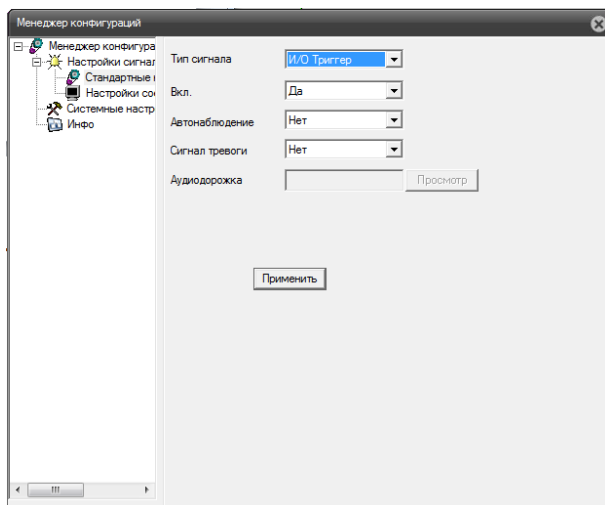 Менеджер конфигураций
Менеджер конфигура
Настройки сигнал
Стандартные
Настройки со
Системные настр
Инфо
Тип сигнала И/О Триггер
Вкл. Да
Автонаблюдение Нет
Сигнал тревоги Нет
Аудиодорожка Просмотр
Применить